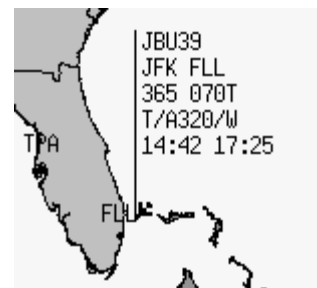 JBU39
JFK FLL
365 070T
T/A320/W
14:42 17:25
TPA
FLL